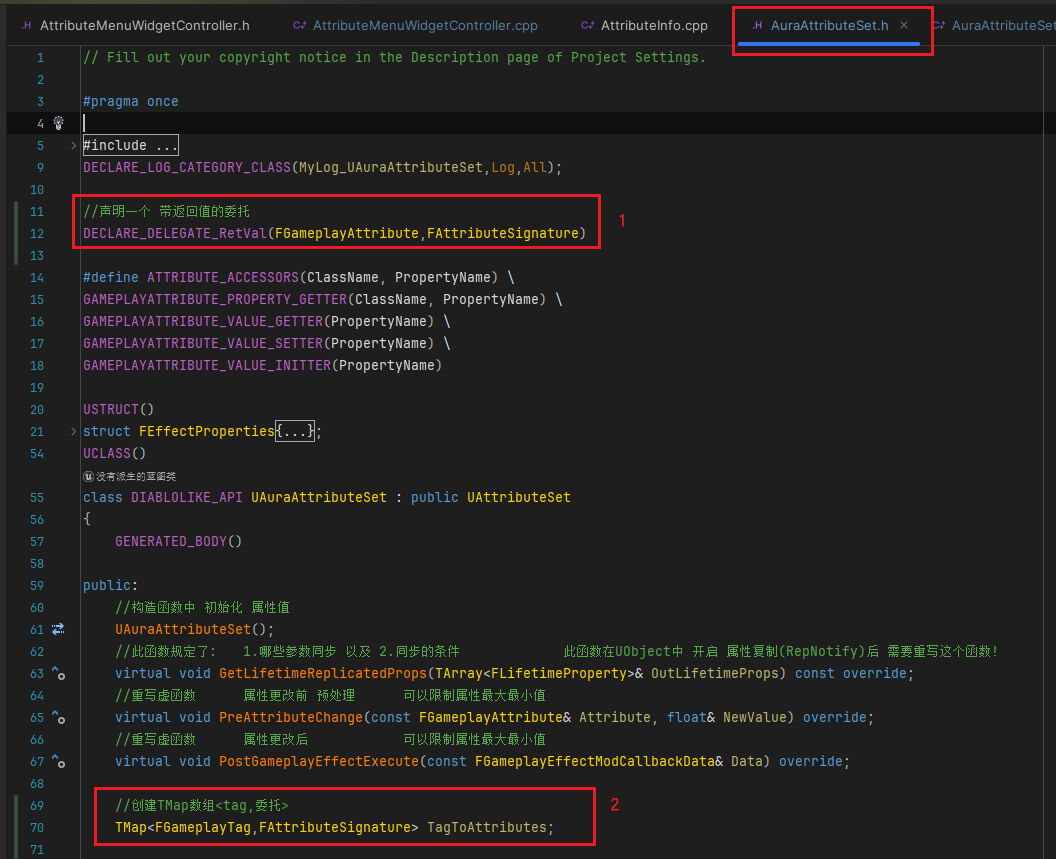 .H AttributeMenuWidgetController.h C+ AttributeMenuWidgetController.cpp C+ AttributeInfo.cpp .H AuraAttributeSet.h × C+ AuraAttributeSet
1 // Fill out your copyright notice in the Description page of Project Settings.
2
3 #pragma once
4
5 #include ...
9 DECLARE_LOG_CATEGORY_CLASS(MyLog_UAuraAttributeSet,Log,All);
10
11 //声明一个 带返回值的委托
1
12 DECLARE_DELEGATE_RetVal(FGameplayAttribute,FAttributeSignature)
13
14 #define ATTRIBUTE_ACCESSORS(ClassName, PropertyName) \
15 GAMEPLAYATTRIBUTE_PROPERTY_GETTER(ClassName, PropertyName) \
16 GAMEPLAYATTRIBUTE_VALUE_GETTER(PropertyName) \
17 GAMEPLAYATTRIBUTE_VALUE_SETTER(PropertyName) \
18 GAMEPLAYATTRIBUTE_VALUE_INITTER(PropertyName)
19
20 USTRUCT()
21 struct FEffectProperties{...};
54 UCLASS()
没有派生的蓝图类
55 class DIABLOLIKE_API UAuraAttributeSet : public UAttributeSet
56 {
57 GENERATED_BODY()
58
59 public:
60 //构造函数中 初始化 属性值
61 UAuraAttributeSet();
62 //此函数规定了: 1.哪些参数同步 以及 2.同步的条件 此函数在UObject中 开启 属性复制(RepNotify)后 需要重写这个函数!
63 virtual void GetLifetimeReplicatedProps(TArray<FLifetimeProperty>& OutLifetimeProps) const override;
64 //重写虚函数 属性更改前 预处理 可以限制属性最大最小值
65 virtual void PreAttributeChange(const FGameplayAttribute& Attribute, float& NewValue) override;
66 //重写虚函数 属性更改后 可以限制属性最大最小值
67 virtual void PostGameplayEffectExecute(const FGameplayEffectModCallbackData& Data) override;
68
69 //创建TMap数组<tag,委托>
2
70 TMap<FGameplayTag,FAttributeSignature> TagToAttributes;
71